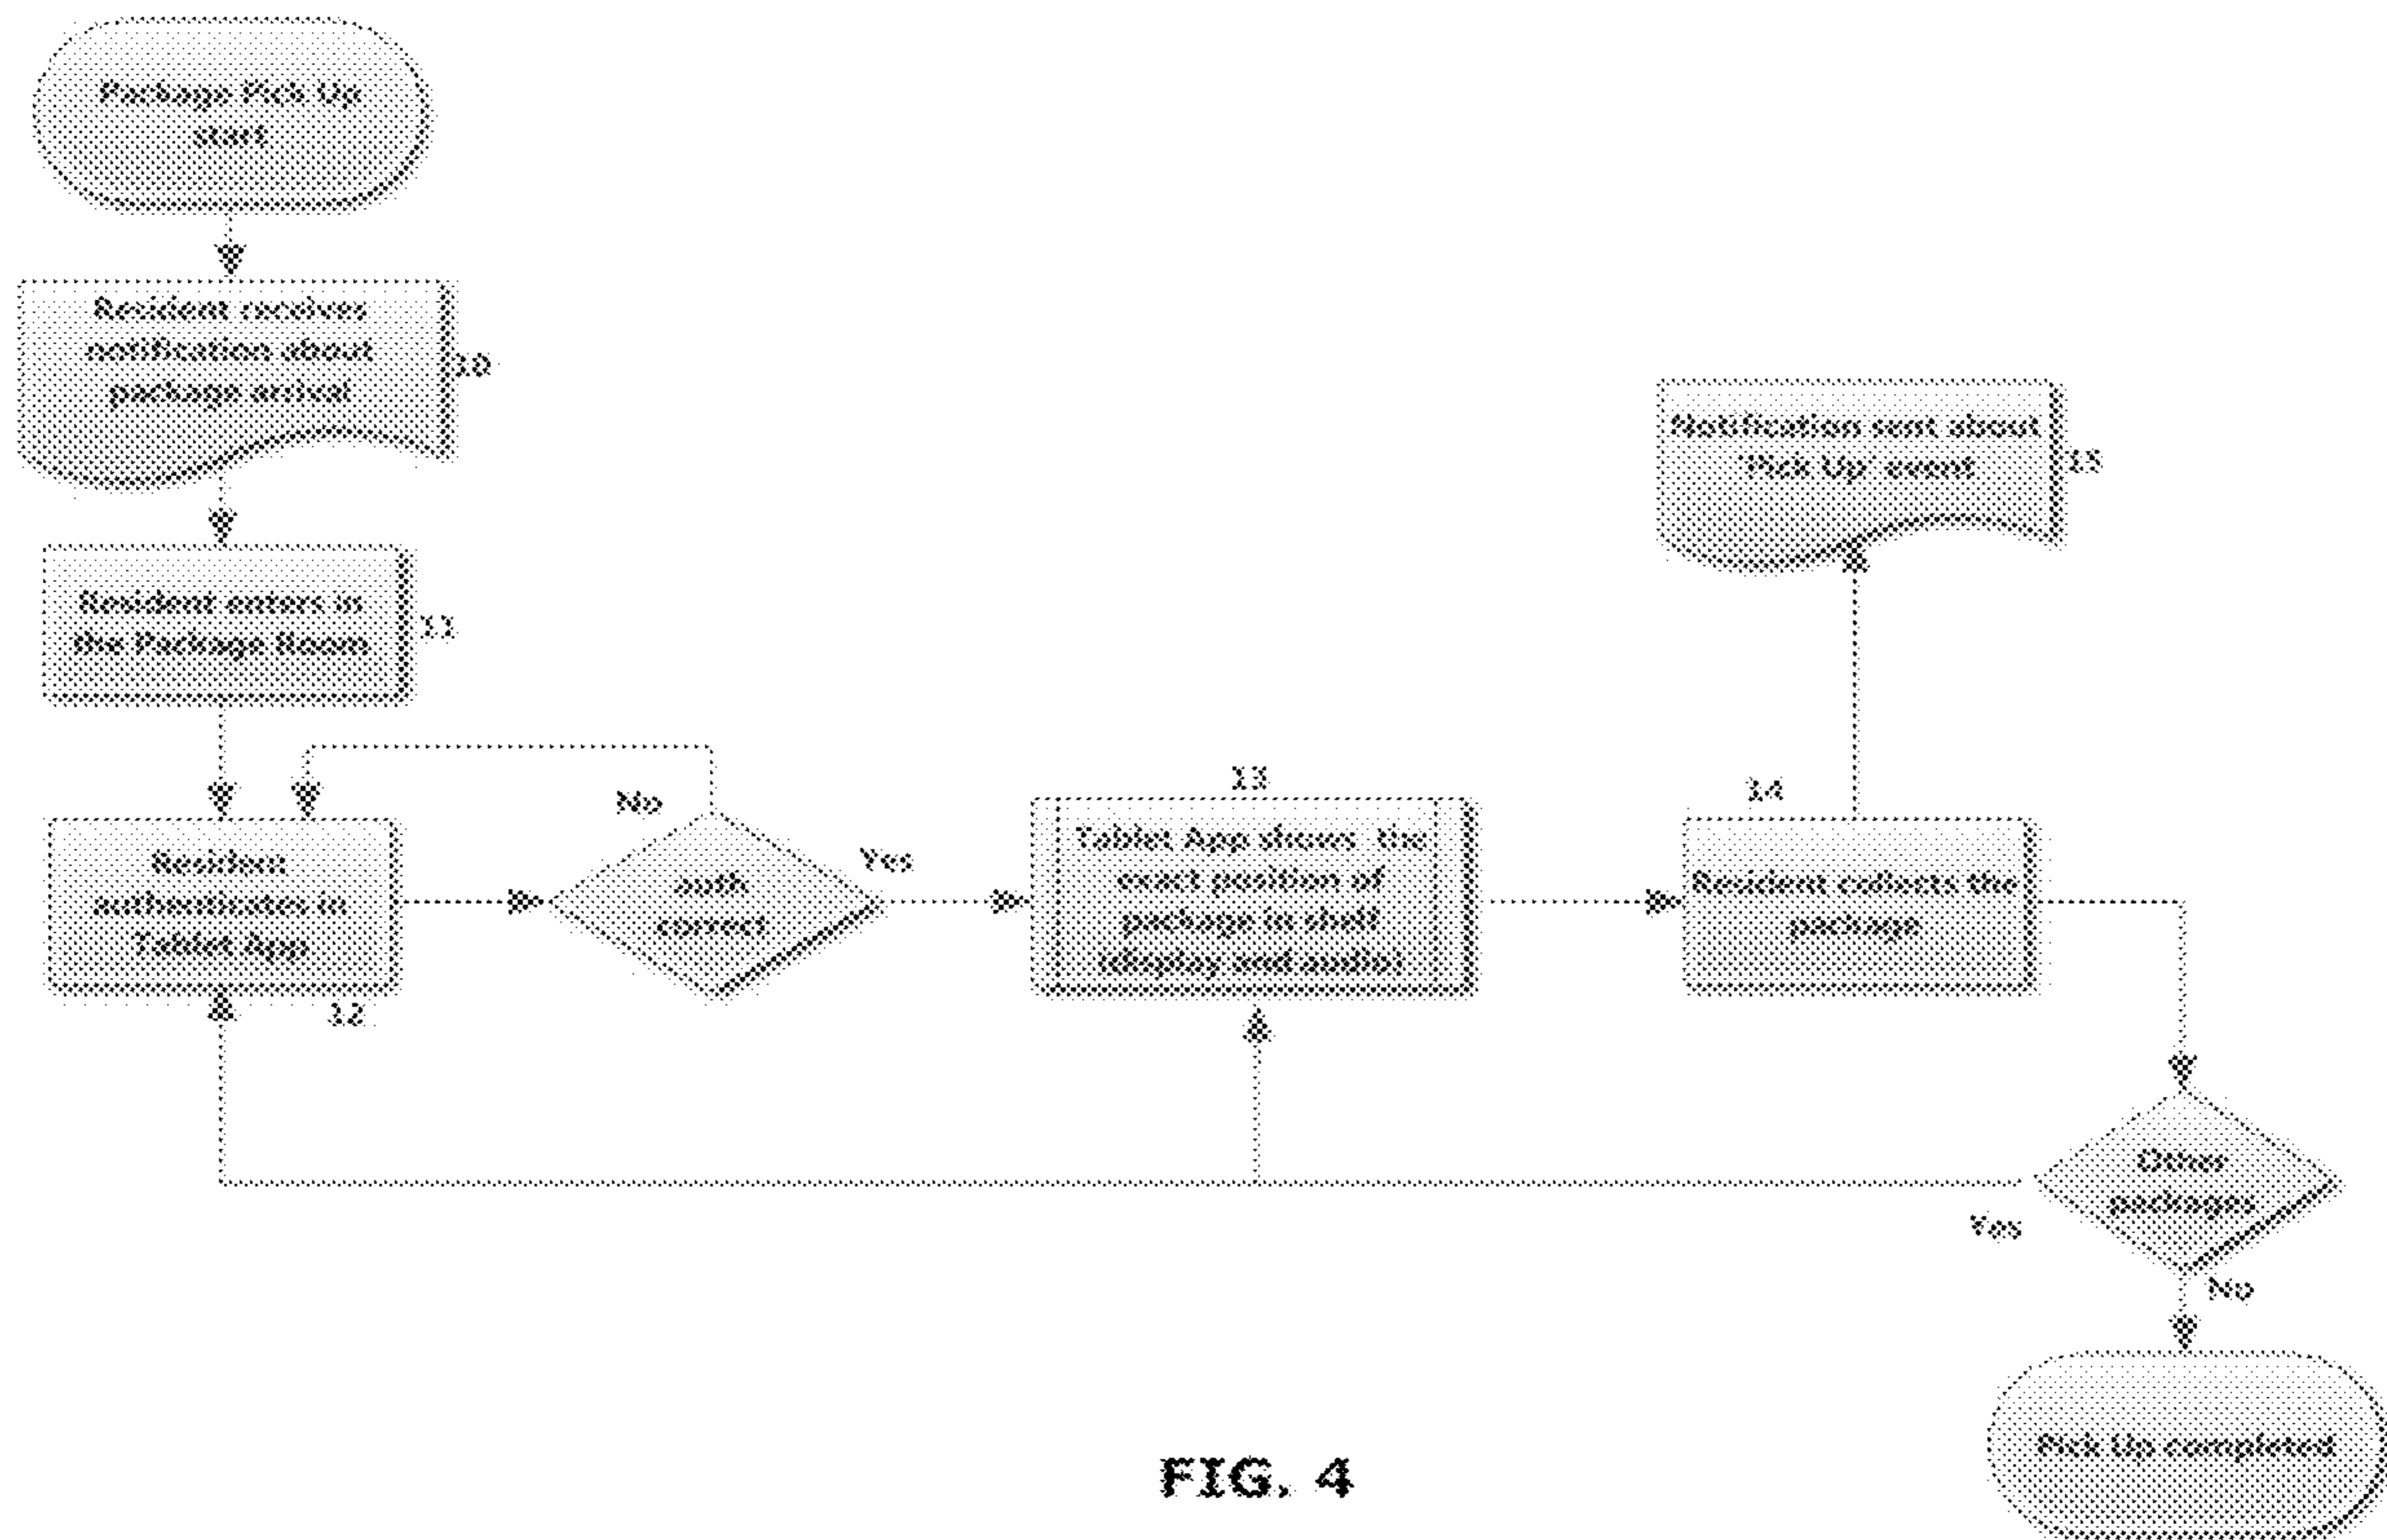 Package Pick Up
start
Resident receives
notification about
package arrival
10
Resident enters in
the Package Room
11
Resident
authenticates in
Tablet App
12
No
auth
correct
Yes
13
Tablet App shows the
exact position of
package in shelf
(display and audio)
14
Resident collects the
package
Notification sent about
'Pick Up' event
15
Other
packages
Yes
No
Pick Up completed
FIG. 4